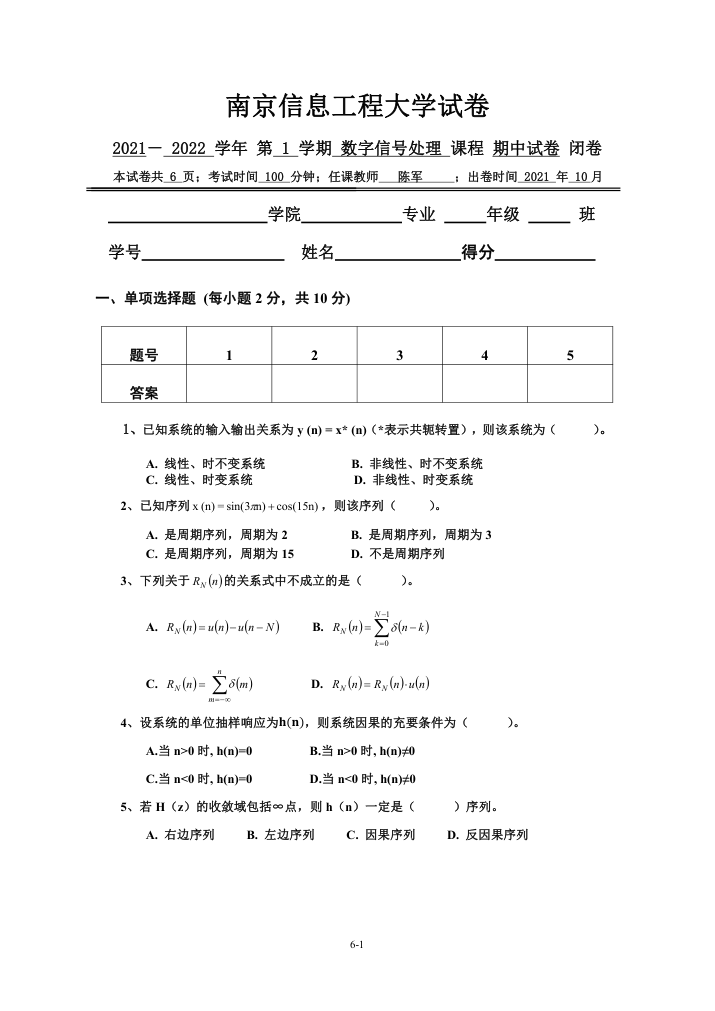 南京信息工程大学试卷
2021－ 2022 学年 第 1 学期 数字信号处理 课程 期中试卷 闭卷
本试卷共 6 页；考试时间 100 分钟；任课教师 陈军 ；出卷时间 2021 年 10 月
学院 专业 年级 班
学号 姓名 得分
一、单项选择题 (每小题 2 分，共 10 分)
题号 1 2 3 4 5
答案
1、已知系统的输入输出关系为 y (n) = x* (n)（*表示共轭转置），则该系统为（ ）。
A. 线性、时不变系统 B. 非线性、时不变系统
C. 线性、时变系统 D. 非线性、时变系统
2、已知序列 x (n) = sin(3πn) + cos(15n) ，则该序列（ ）。
A. 是周期序列，周期为 2 B. 是周期序列，周期为 3
C. 是周期序列，周期为 15 D. 不是周期序列
3、下列关于 R_N(n) 的关系式中不成立的是（ ）。
A. R_N(n) = u(n) − u(n − N) B. R_N(n) = ∑_{k=0}^{N−1} δ(n − k)
C. R_N(n) = ∑_{m=−∞}^{n} δ(m) D. R_N(n) = R_N(n)·u(n)
4、设系统的单位抽样响应为h(n)，则系统因果的充要条件为（ ）。
A.当 n>0 时, h(n)=0 B.当 n>0 时, h(n)≠0
C.当 n<0 时, h(n)=0 D.当 n<0 时, h(n)≠0
5、若 H（z）的收敛域包括∞点，则 h（n）一定是（ ）序列。
A. 右边序列 B. 左边序列 C. 因果序列 D. 反因果序列
6-1